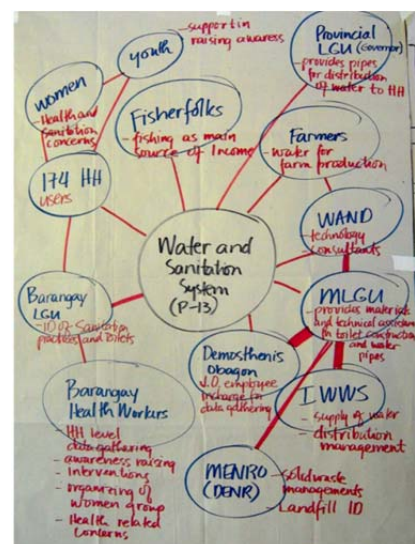 youth
- support in
raising awaress
Provincial
LGU (Governor)
- provides pipes
for distribution
of water to HH
women
- Health and
sanitation
concerns
Fisherfolks
- fishing as main
source of Income
Farmers
- water for
farm production
174 HH
users
WAND
- technology
- consultants
Water and
Sanitation
System
(P-13)
Barangay
LGU
- ID of Sanitation
practices and toilets
MLGU
- provides materials
and technical assistance
in toilet construction
and water
pipes
Demosthenis
Obagon
employee
incharge in
data gathering
IWWS
- supply of water
- distribution
management
Barangay
Health Workers
- HH level
data gathering
- awareness raising
- Interventions
- organizing of
women group
- Health related
concerns
MENRO
(DENR)
- solid waste
managements
Landfill ID